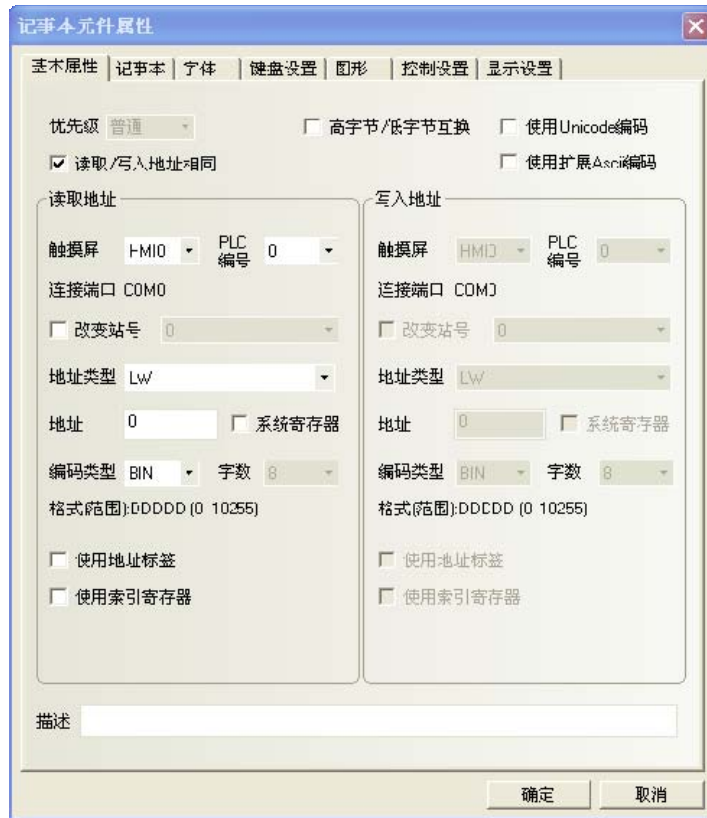 记事本元件属性
基本属性 记事本 字体 键盘设置 图形 控制设置 显示设置
优先级 普通 高字节/低字节互换 使用Unicode编码
读取/写入地址相同 使用扩展Ascii编码
读取地址
触摸屏 HMI0 PLC编号 0
连接端口 COM0
改变站号 0
地址类型 LW
地址 0 系统寄存器
编码类型 BIN 字数 8
格式(范围):DDDDD (0 10255)
使用地址标签
使用索引寄存器
写入地址
触摸屏 HMI0 PLC编号 0
连接端口 COM0
改变站号 0
地址类型 LW
地址 0 系统寄存器
编码类型 BIN 字数 8
格式(范围):DDDDD (0 10255)
使用地址标签
使用索引寄存器
描述
确定 取消